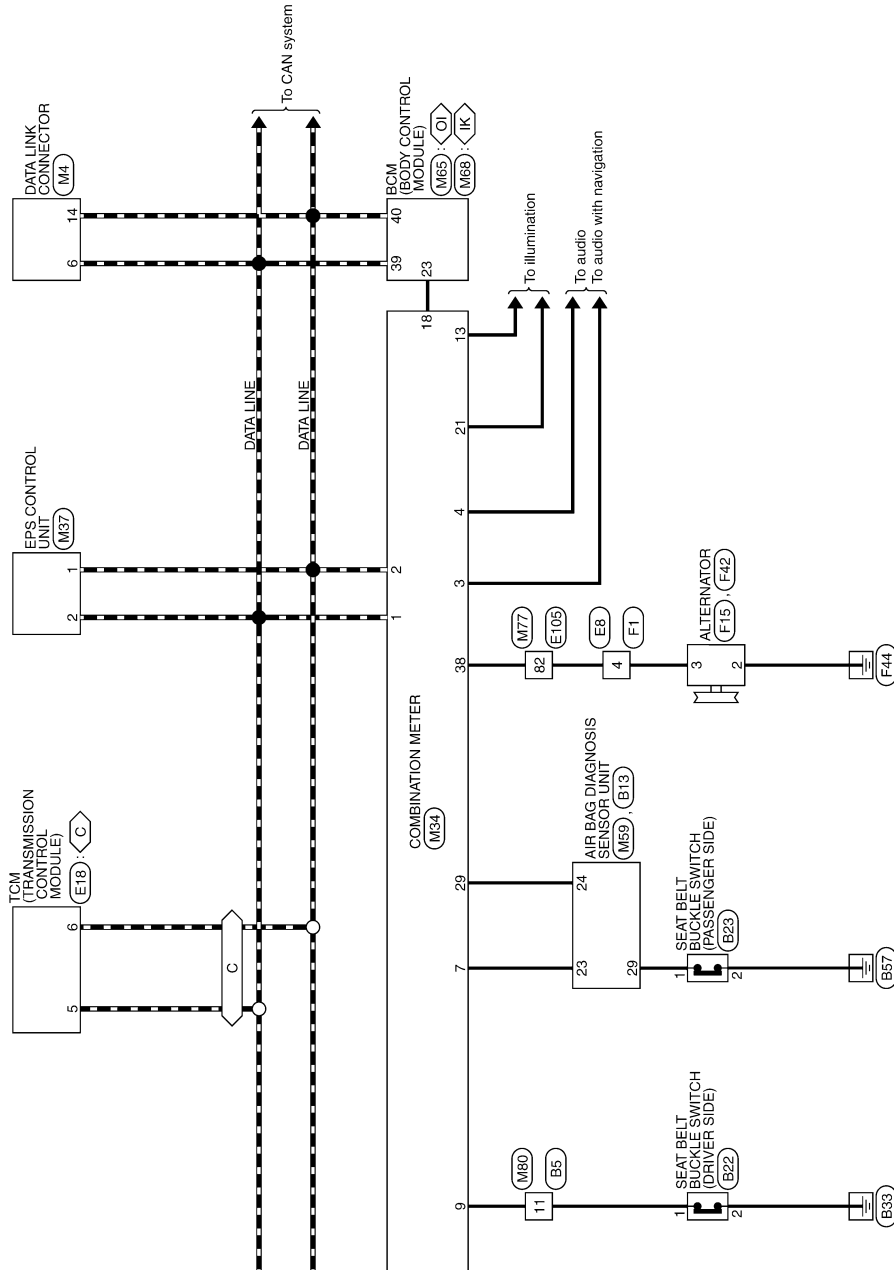 TCM
(TRANSMISSION
CONTROL
MODULE)
E18 : C
5
6
C
EPS CONTROL
UNIT
M37
2
1
DATA LINK
CONNECTOR
M4
6
14
DATA LINE
DATA LINE
To CAN system
BCM
(BODY CONTROL
MODULE)
M65 : OI
M68 : IK
39
40
23
18
1
2
COMBINATION METER
M34
9
7
29
38
3
4
21
13
To illumination
To audio
To audio with navigation
M80
11
B5
SEAT BELT
BUCKLE SWITCH
(DRIVER SIDE)
B22
1
2
B33
AIR BAG DIAGNOSIS
SENSOR UNIT
M59 , B13
23
24
29
SEAT BELT
BUCKLE SWITCH
(PASSENGER SIDE)
B23
1
2
B57
M77
82
E105
E8
4
F1
ALTERNATOR
F15 , F42
3
2
F44